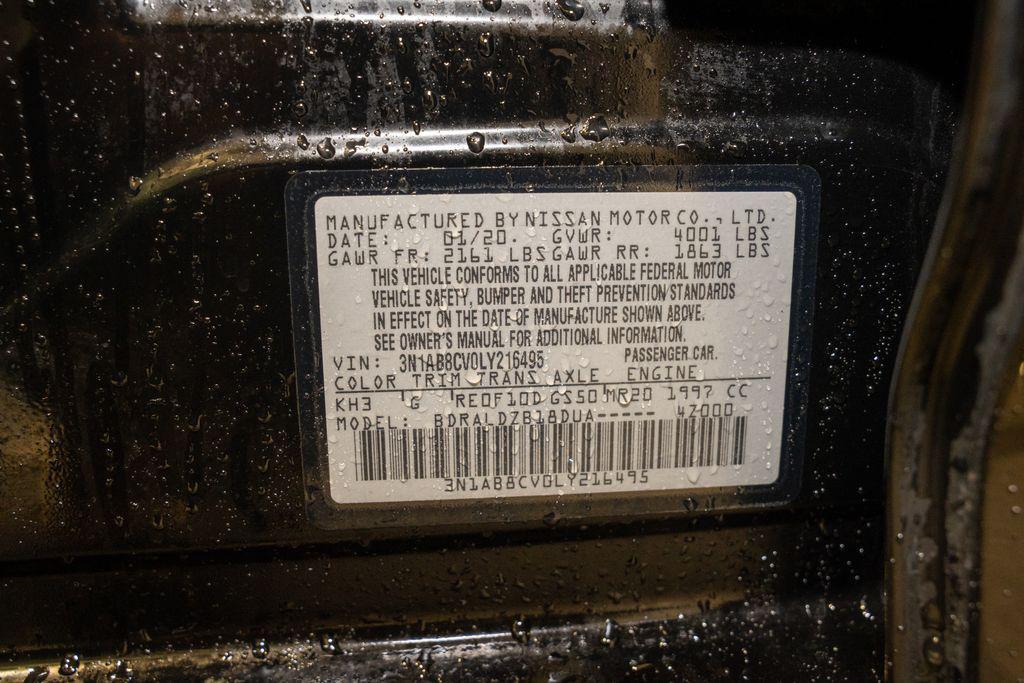 MANUFACTURED BY NISSAN MOTOR CO., LTD.
DATE: 01/20. GVWR: 4001 LBS
GAWR FR: 2161 LBS GAWR RR: 1863 LBS
THIS VEHICLE CONFORMS TO ALL APPLICABLE FEDERAL MOTOR
VEHICLE SAFETY, BUMPER AND THEFT PREVENTION STANDARDS
IN EFFECT ON THE DATE OF MANUFACTURE SHOWN ABOVE.
SEE OWNER'S MANUAL FOR ADDITIONAL INFORMATION.
VIN: 3N1AB8CV0LY216495 PASSENGER CAR.
COLOR TRIM TRANS AXLE ENGINE
KH3 G RE0F10D GS50 MR20 1997 CC
MODEL: BDRALDZB18DUA----- 4Z000
3N1AB8CV0LY216495